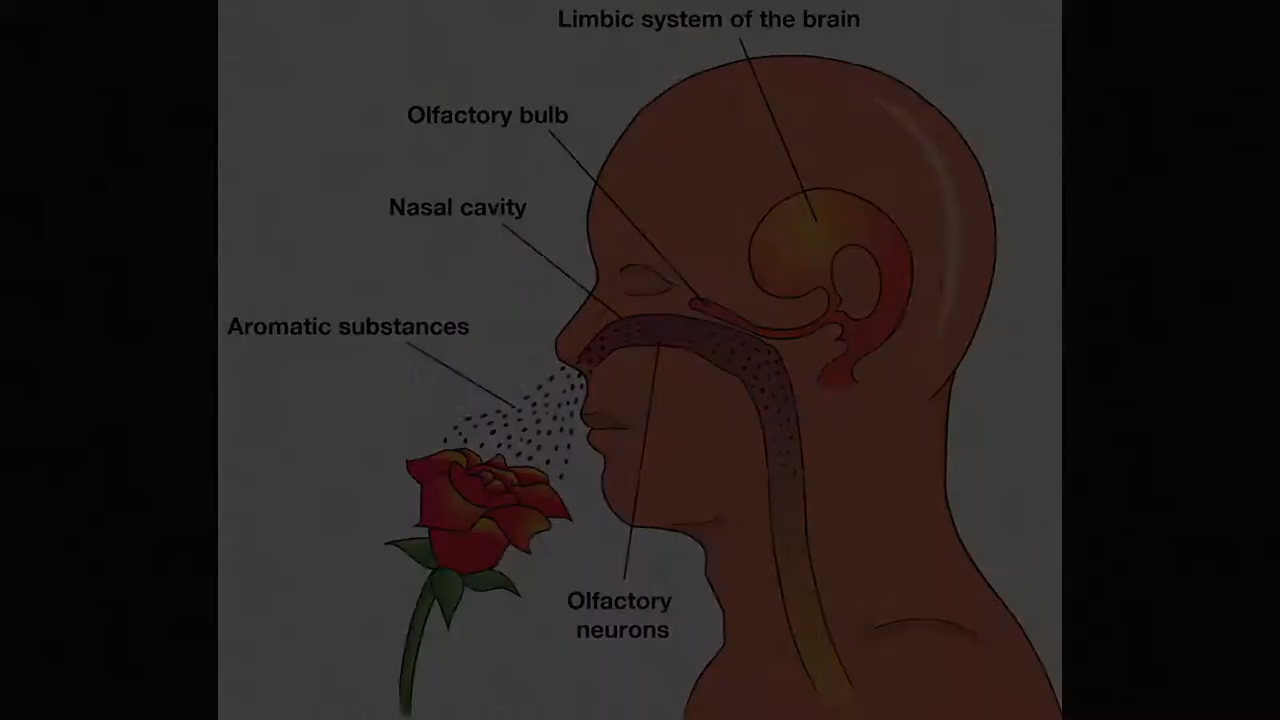 Limbic system of the brain
Olfactory bulb
Nasal cavity
Aromatic substances
Olfactory
neurons